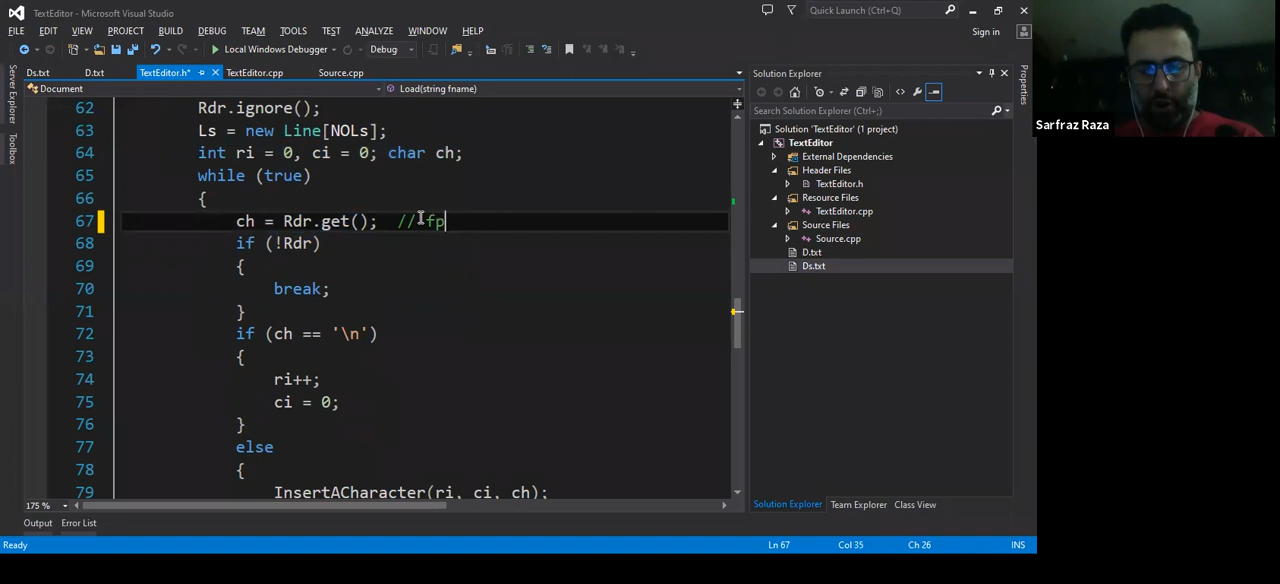 TextEditor - Microsoft Visual Studio
Quick Launch (Ctrl+Q)
FILE EDIT VIEW PROJECT BUILD DEBUG TEAM TOOLS TEST ARCHITECTURE ANALYZE WINDOW HELP
Sign in
Local Windows Debugger Debug
Ds.txt D.txt TextEditor.h* TextEditor.cpp Source.cpp
Document Load(string fname)
Server Explorer
Toolbox
62 Rdr.ignore();
63 Ls = new Line[NOLs];
64 int ri = 0, ci = 0; char ch;
65 while (true)
66 {
67 ch = Rdr.get(); // fp
68 if (!Rdr)
69 {
70 break;
71 }
72 if (ch == '\n')
73 {
74 ri++;
75 ci = 0;
76 }
77 else
78 {
79 InsertACharacter(ri, ci, ch);
175 %
Output Error List
Solution Explorer
Search Solution Explorer (Ctrl+;)
Solution 'TextEditor' (1 project)
TextEditor
External Dependencies
Header Files
TextEditor.h
Resource Files
TextEditor.cpp
Source Files
Source.cpp
D.txt
Ds.txt
Solution Explorer Team Explorer Class View
Properties
Ready Ln 67 Col 35 Ch 26 INS
Sarfraz Raza